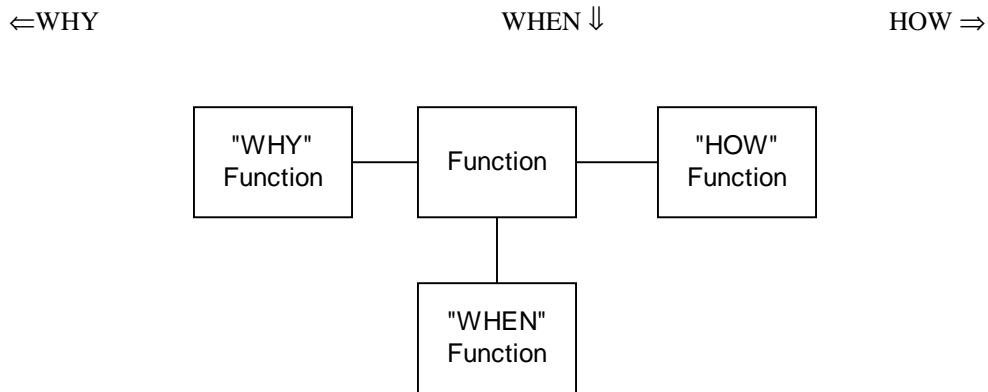 ⇐WHY WHEN ⇓ HOW ⇒
"WHY"
Function
Function
"HOW"
Function
"WHEN"
Function